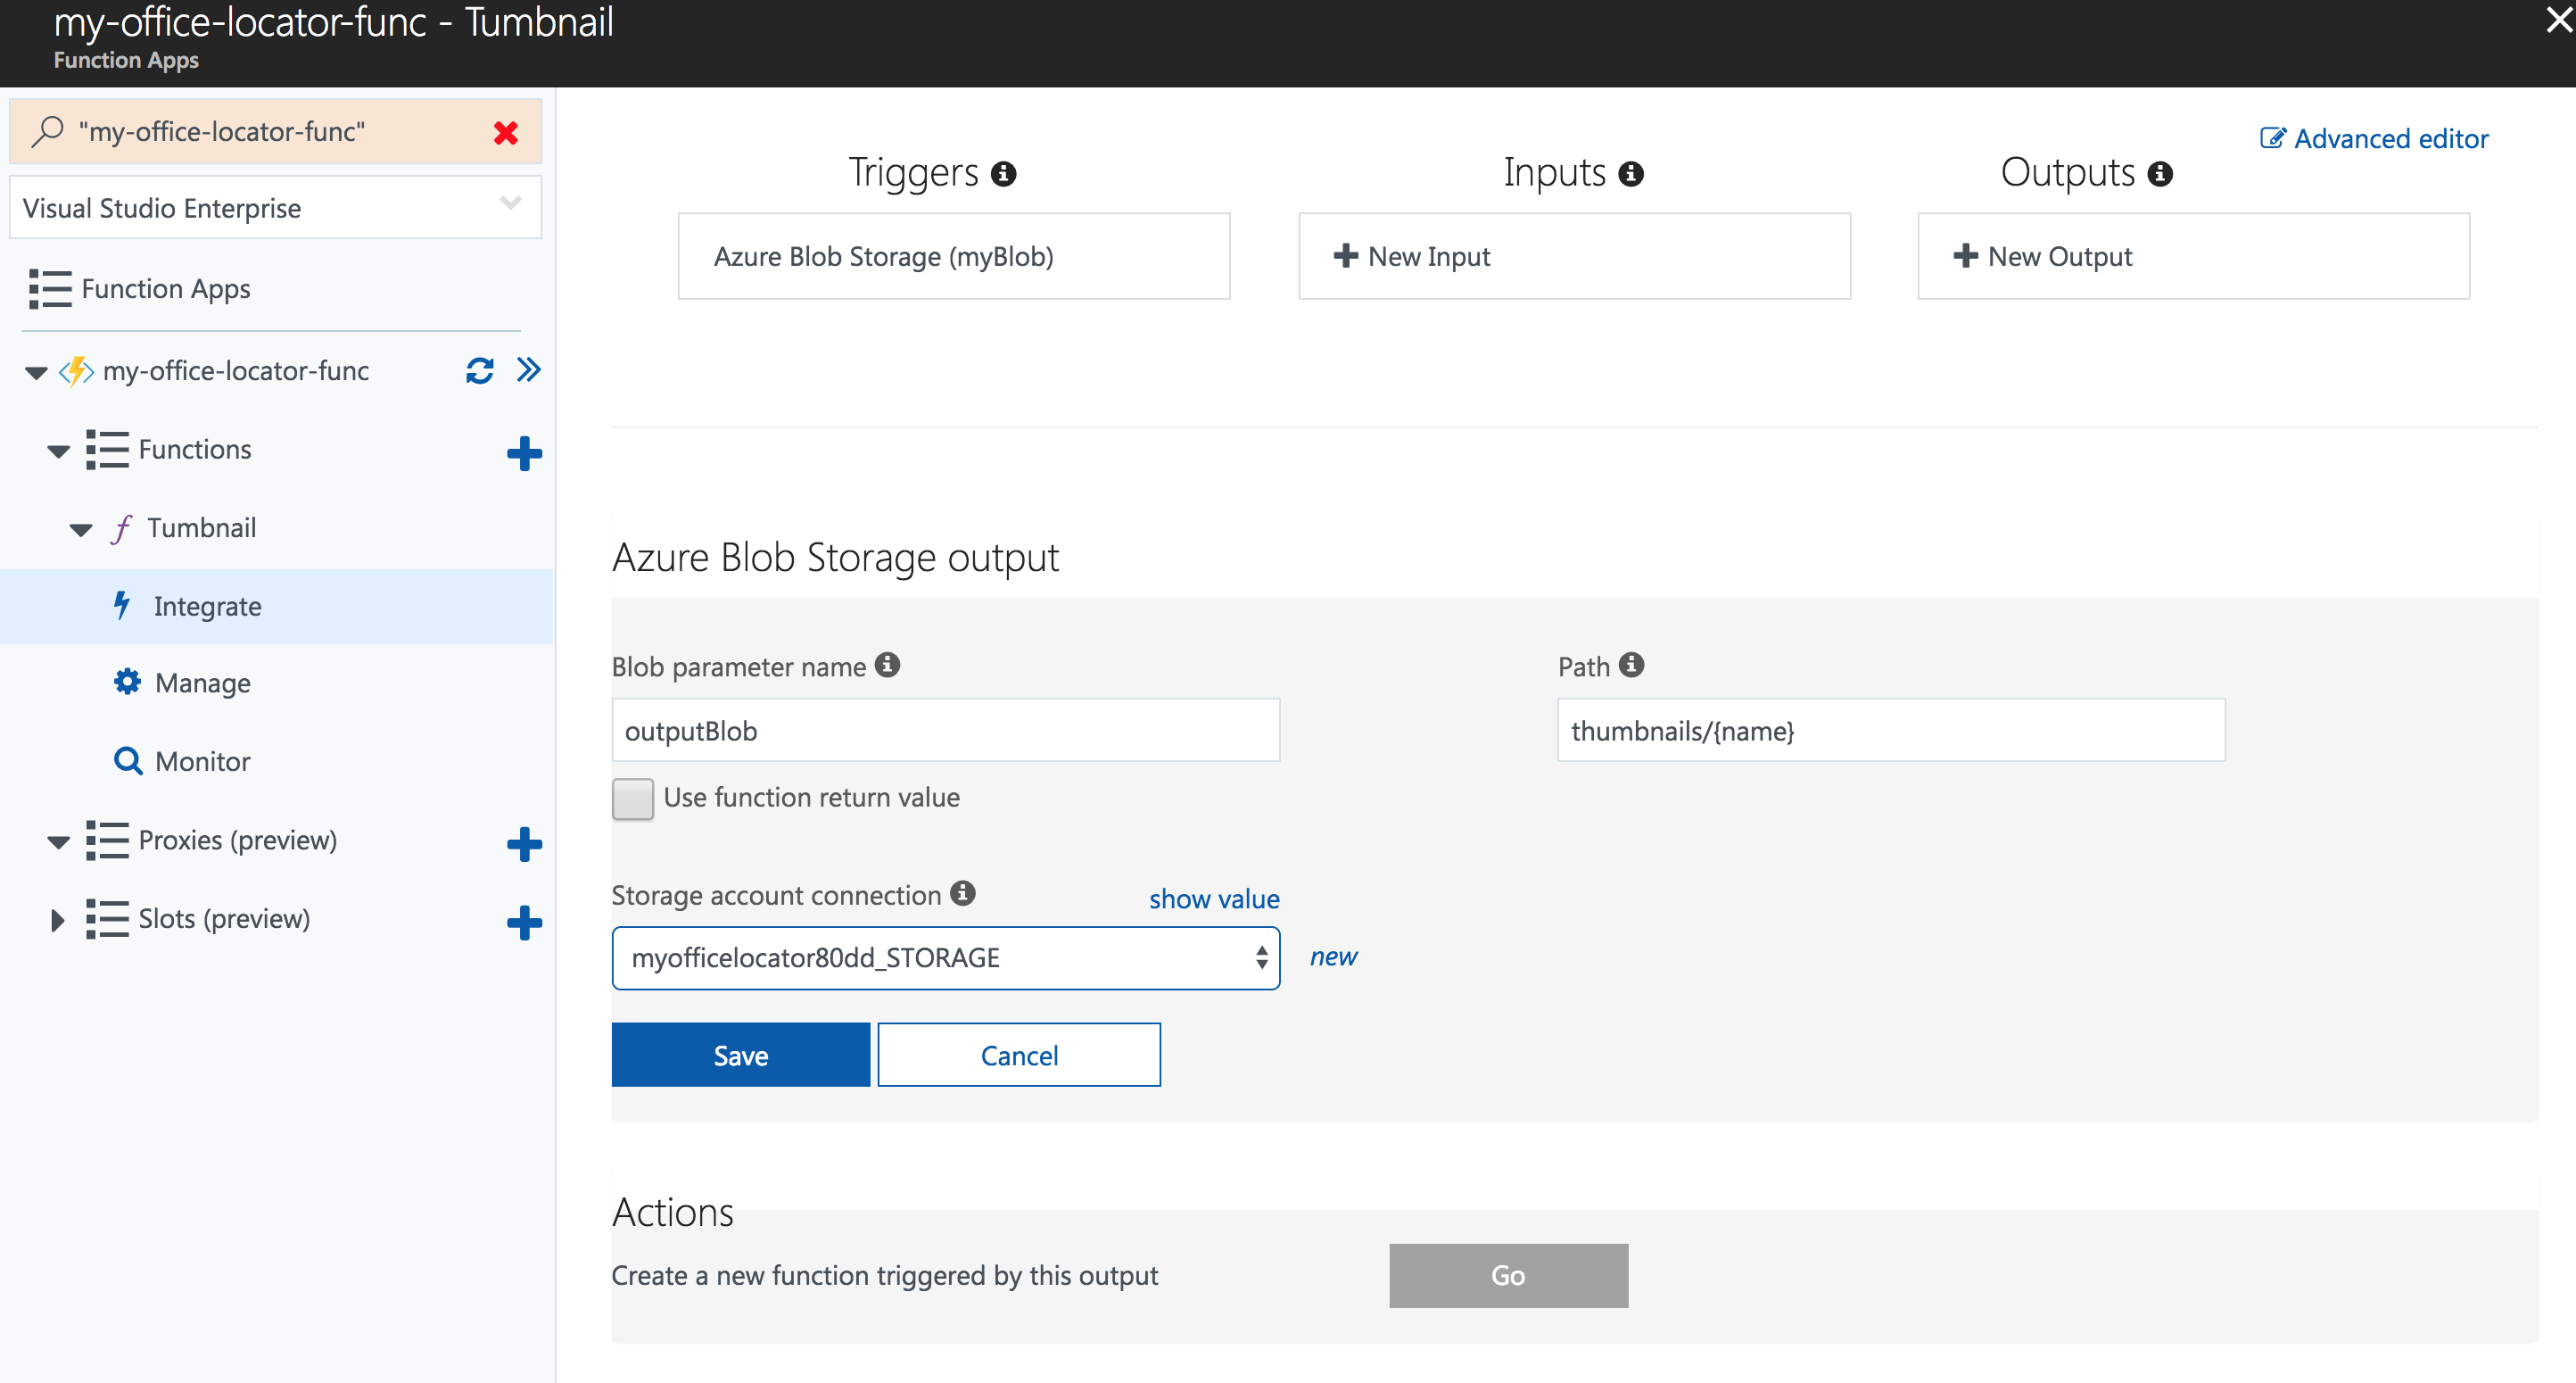 my-office-locator-func - Tumbnail
Function Apps
"my-office-locator-func"
Visual Studio Enterprise
Function Apps
my-office-locator-func
Functions
Tumbnail
Integrate
Manage
Monitor
Proxies (preview)
Slots (preview)
Advanced editor
Triggers
Inputs
Outputs
Azure Blob Storage (myBlob)
New Input
New Output
Azure Blob Storage output
Blob parameter name
Path
outputBlob
thumbnails/{name}
Use function return value
Storage account connection
show value
myofficelocator80dd_STORAGE
new
Save
Cancel
Actions
Create a new function triggered by this output
Go